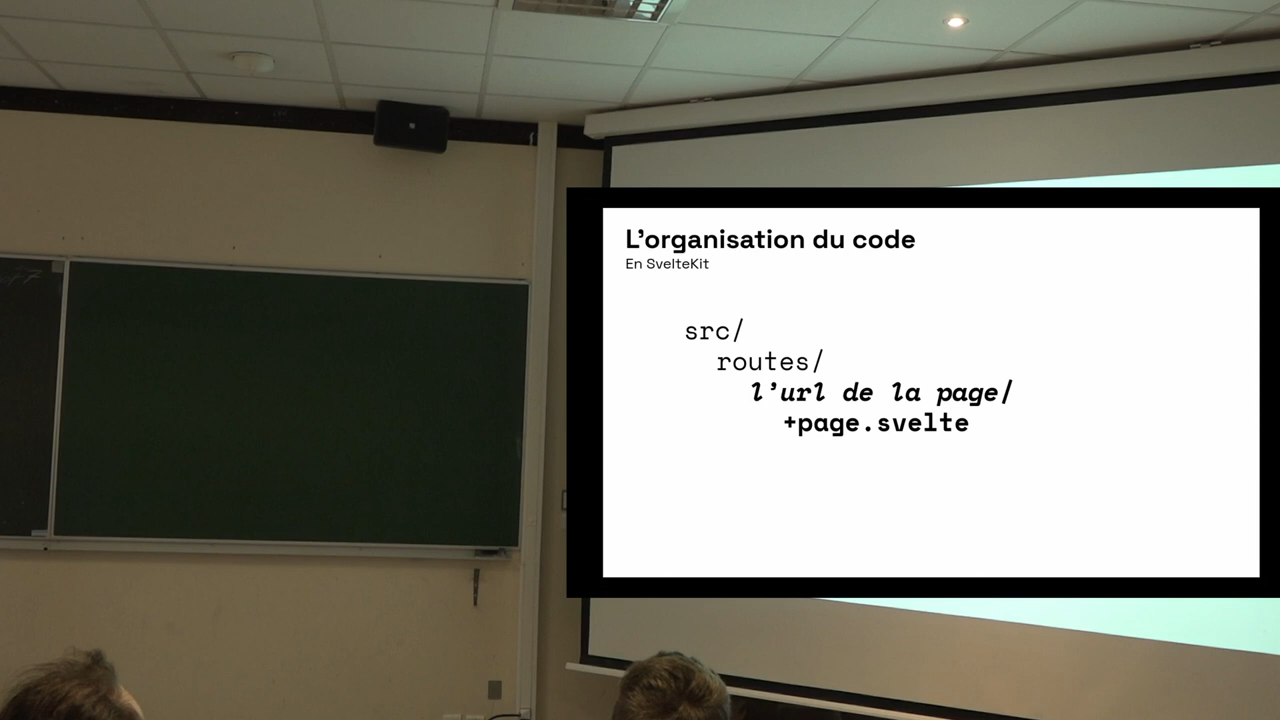 L'organisation du code
En SvelteKit
src/
routes/
l'url de la page/
+page.svelte